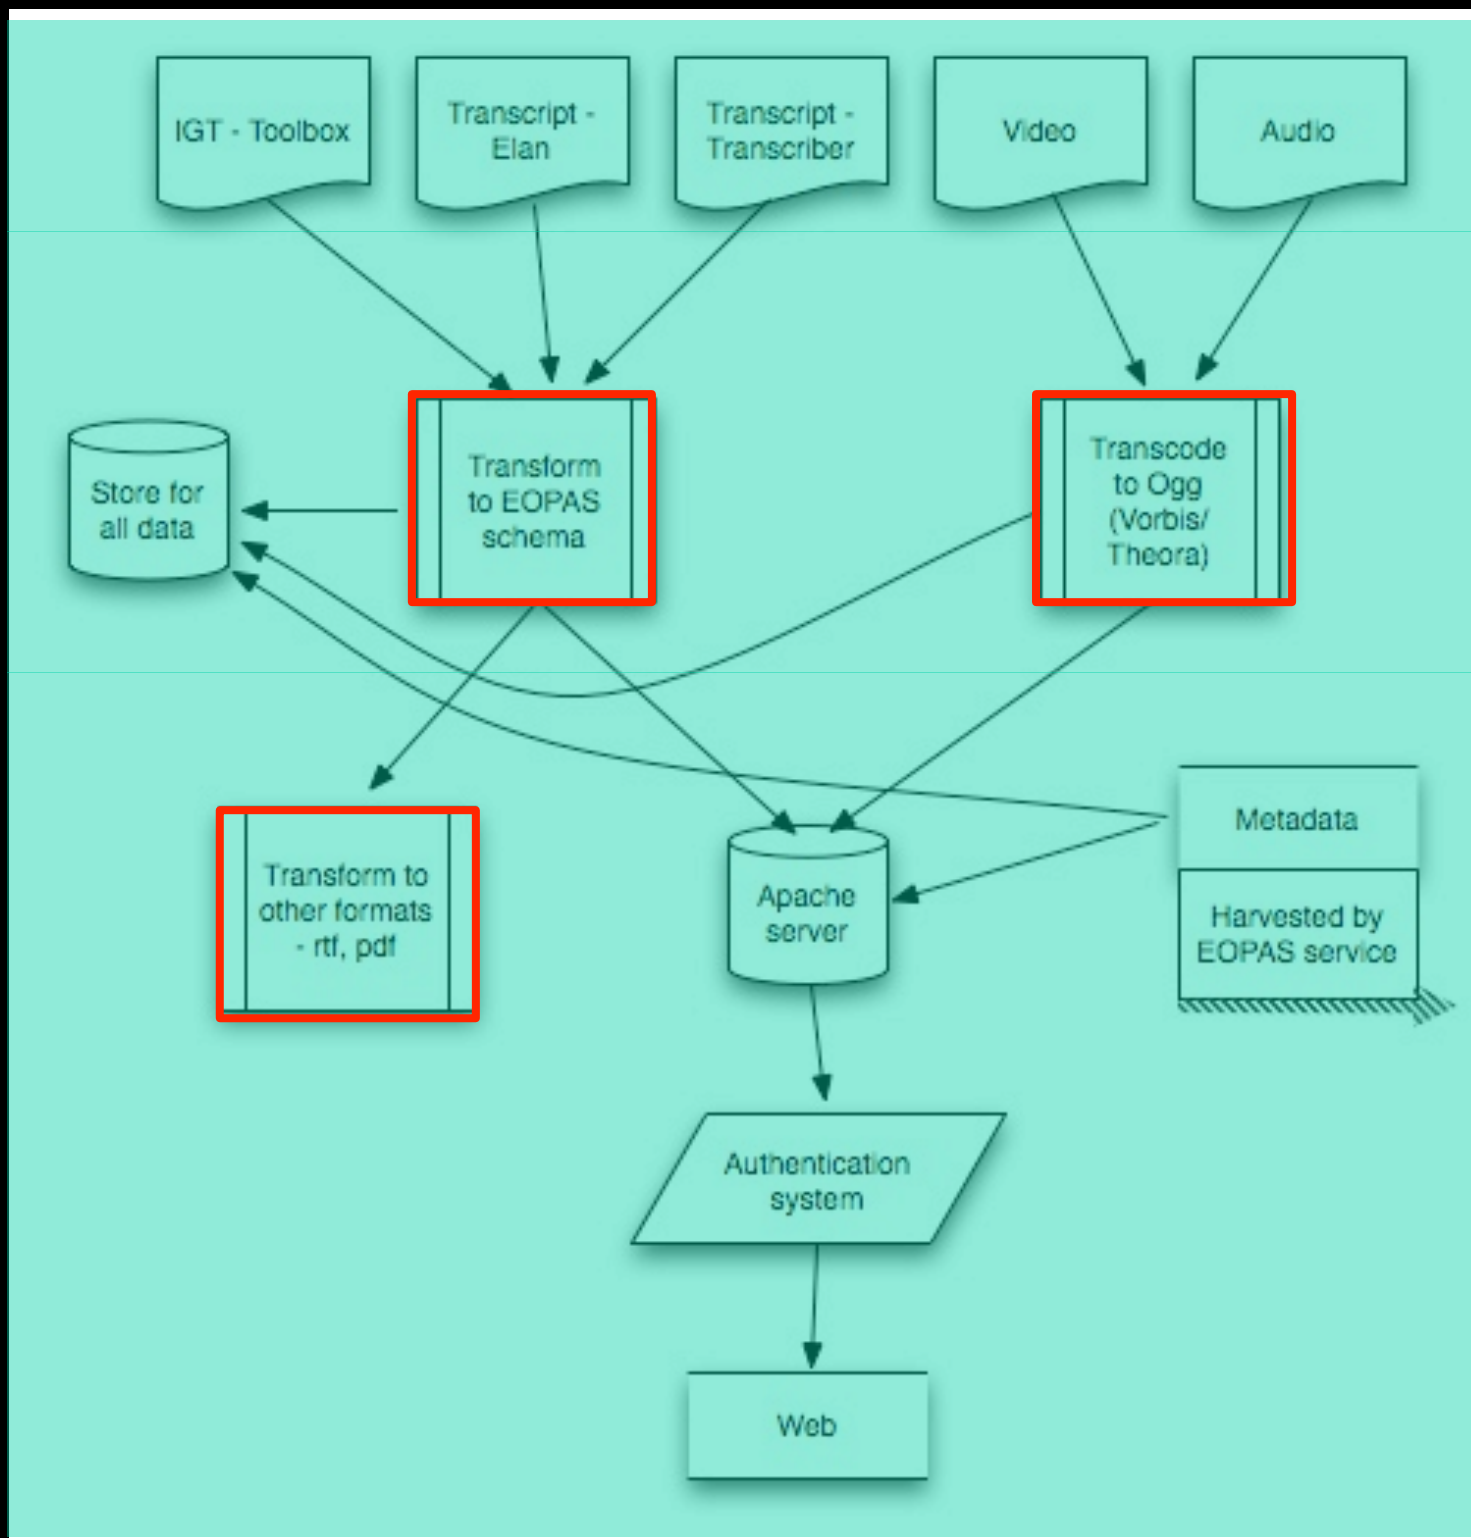 IGT - Toolbox
Transcript -
Elan
Transcript -
Transcriber
Video
Audio
Store for
all data
Transform
to EOPAS
schema
Transcode
to Ogg
(Vorbis/
Theora)
Transform to
other formats
- rtf, pdf
Apache
server
Metadata
Harvested by
EOPAS service
Authentication
system
Web